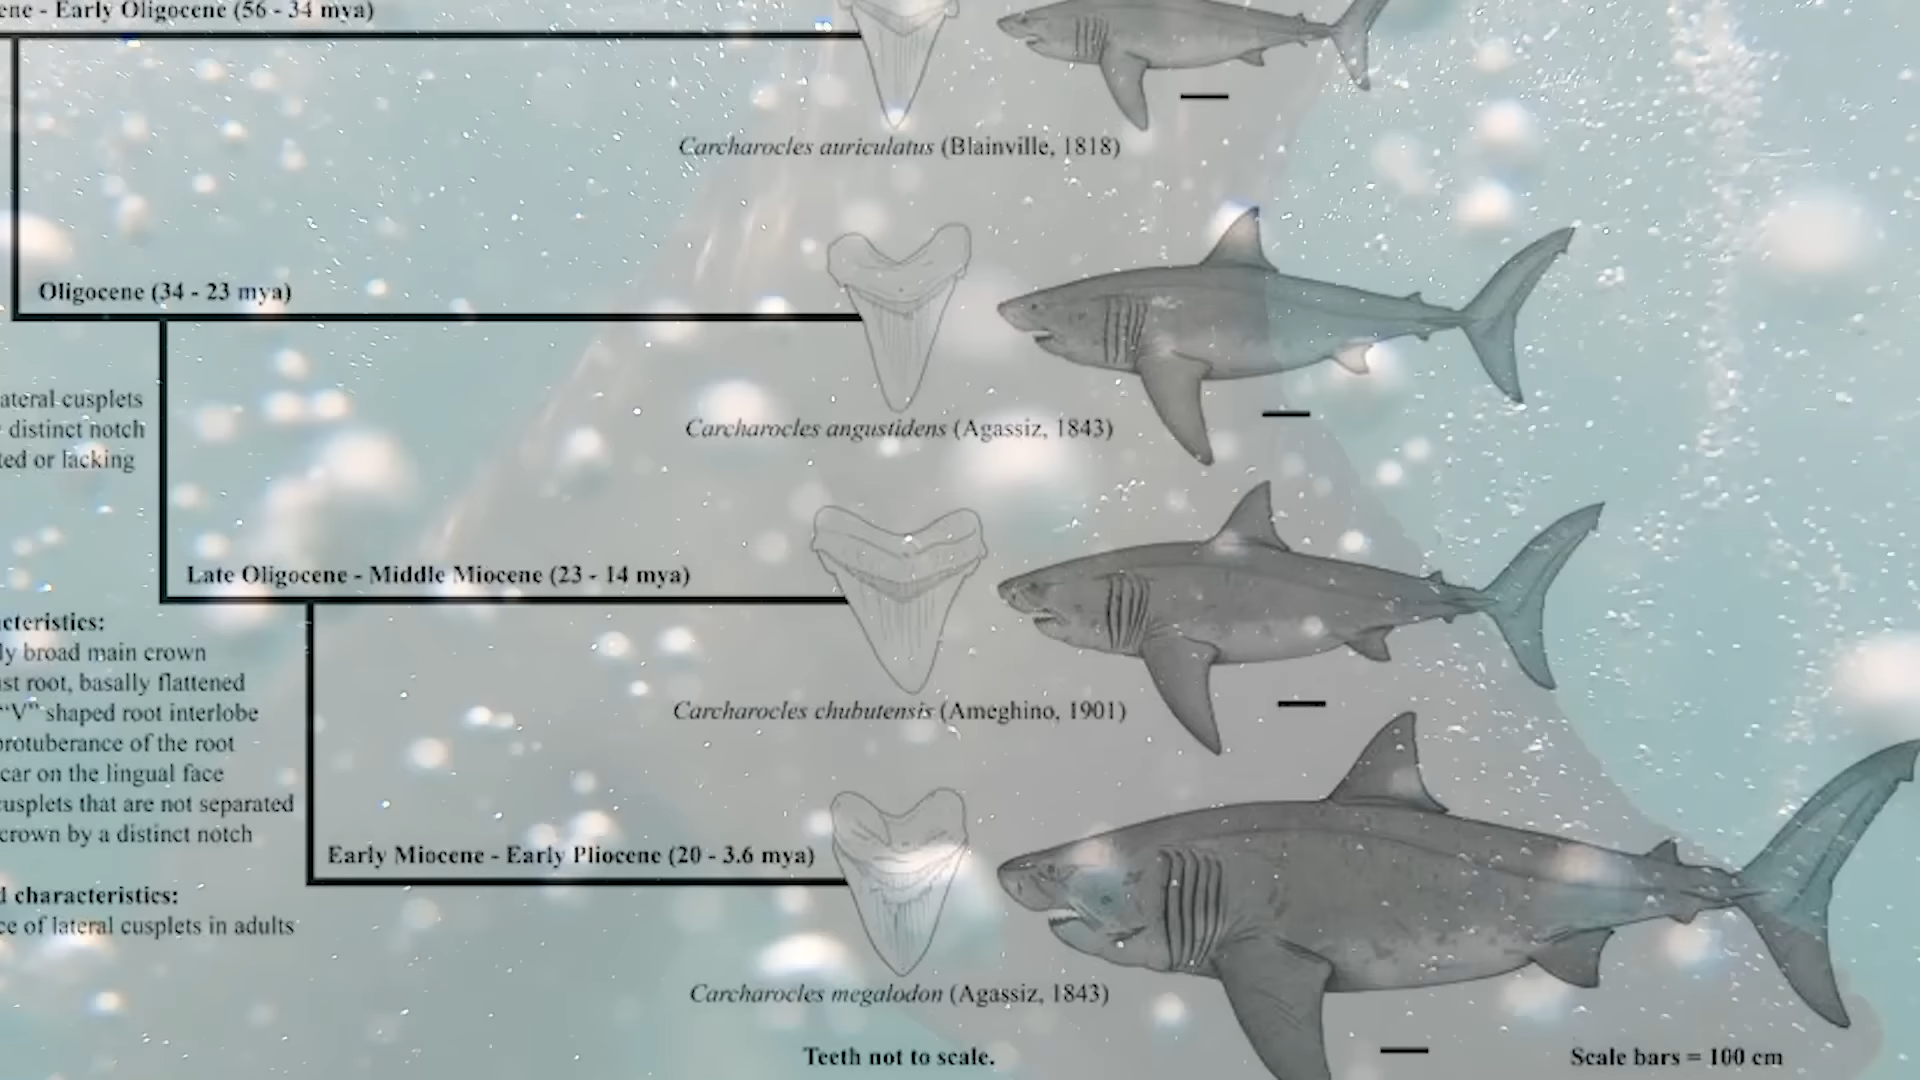 - Early Oligocene (56 - 34 mya)
Carcharocles auriculatus (Blainville, 1818)
Oligocene (34 - 23 mya)
ateral cusplets
distinct notch
ted or lacking
Carcharocles angustidens (Agassiz, 1843)
Late Oligocene - Middle Miocene (23 - 14 mya)
cteristics:
ly broad main crown
st root, basally flattened
"V" shaped root interlobe
protuberance of the root
car on the lingual face
cusplets that are not separated
crown by a distinct notch
Carcharocles chubutensis (Ameghino, 1901)
Early Miocene - Early Pliocene (20 - 3.6 mya)
d characteristics:
ce of lateral cusplets in adults
Carcharocles megalodon (Agassiz, 1843)
Teeth not to scale.
Scale bars = 100 cm